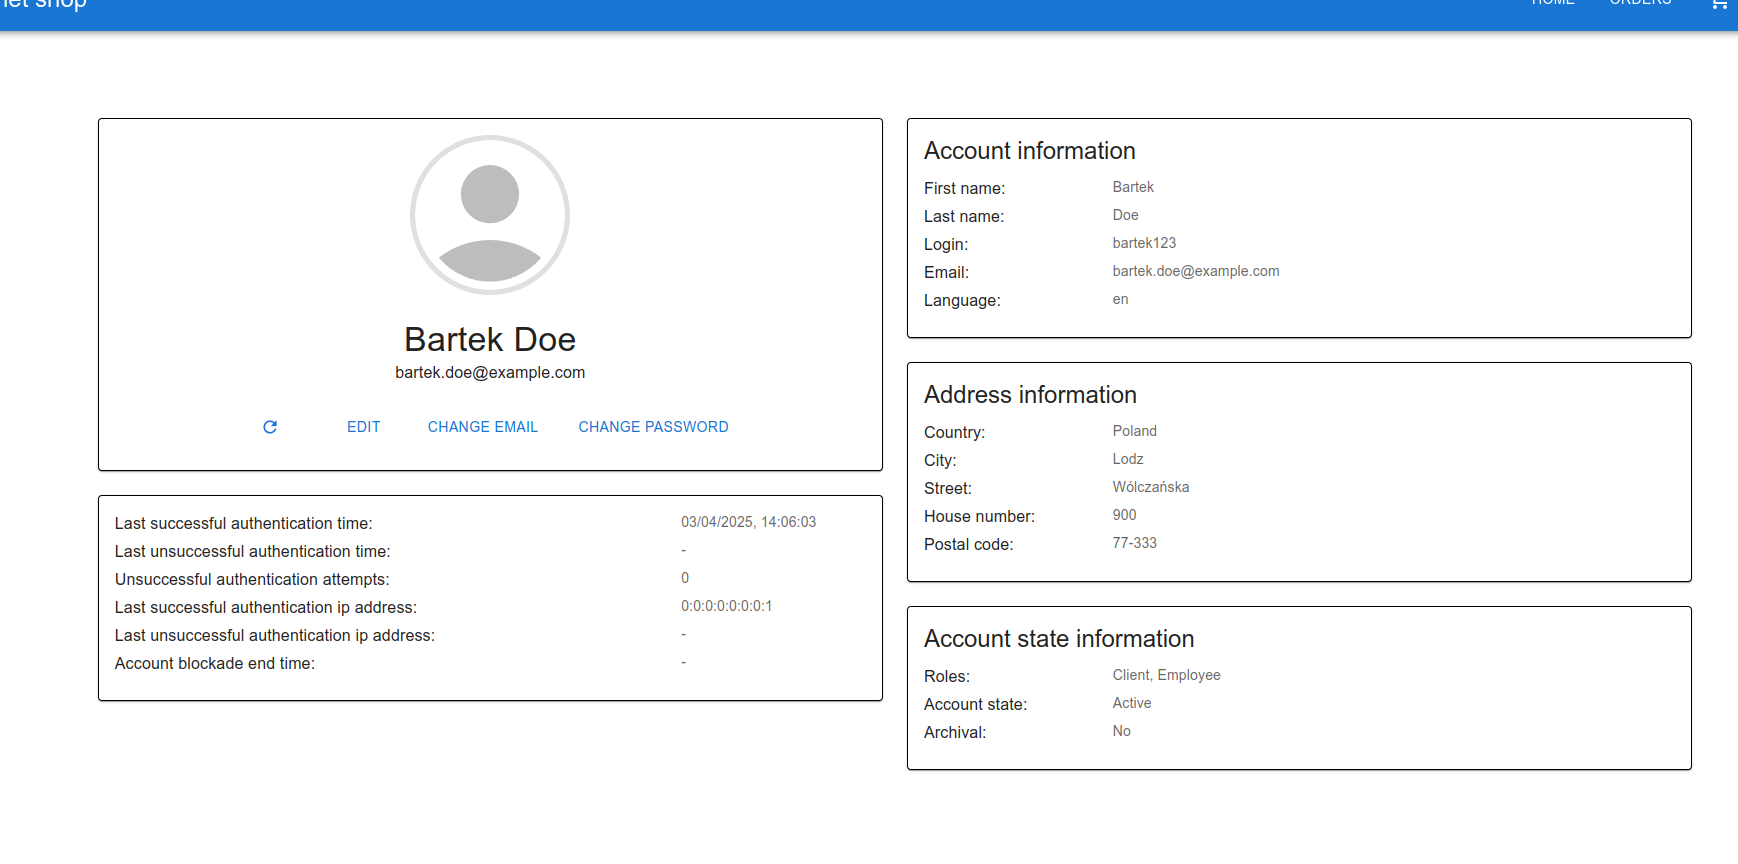 shop
HOME ORDERS
Bartek Doe
bartek.doe@example.com
EDIT CHANGE EMAIL CHANGE PASSWORD
Last successful authentication time: 03/04/2025, 14:06:03
Last unsuccessful authentication time: -
Unsuccessful authentication attempts: 0
Last successful authentication ip address: 0:0:0:0:0:0:0:1
Last unsuccessful authentication ip address: -
Account blockade end time: -
Account information
First name: Bartek
Last name: Doe
Login: bartek123
Email: bartek.doe@example.com
Language: en
Address information
Country: Poland
City: Lodz
Street: Wólczańska
House number: 900
Postal code: 77-333
Account state information
Roles: Client, Employee
Account state: Active
Archival: No